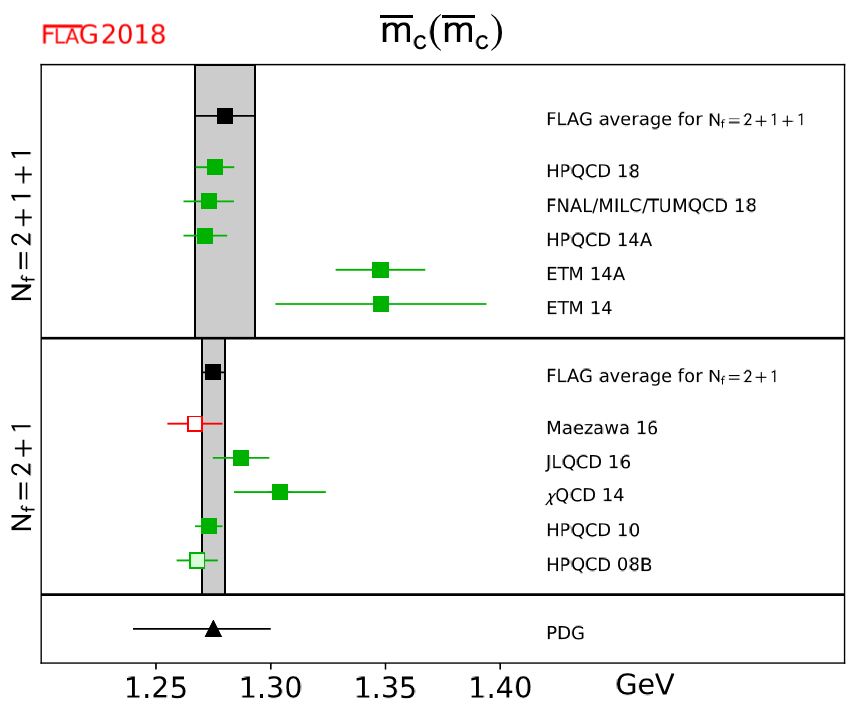 FLAG2018
m̅c(m̅c)
Nf=2+1+1
FLAG average for Nf=2+1+1
HPQCD 18
FNAL/MILC/TUMQCD 18
HPQCD 14A
ETM 14A
ETM 14
Nf=2+1
FLAG average for Nf=2+1
Maezawa 16
JLQCD 16
χQCD 14
HPQCD 10
HPQCD 08B
PDG
1.25 1.30 1.35 1.40 GeV